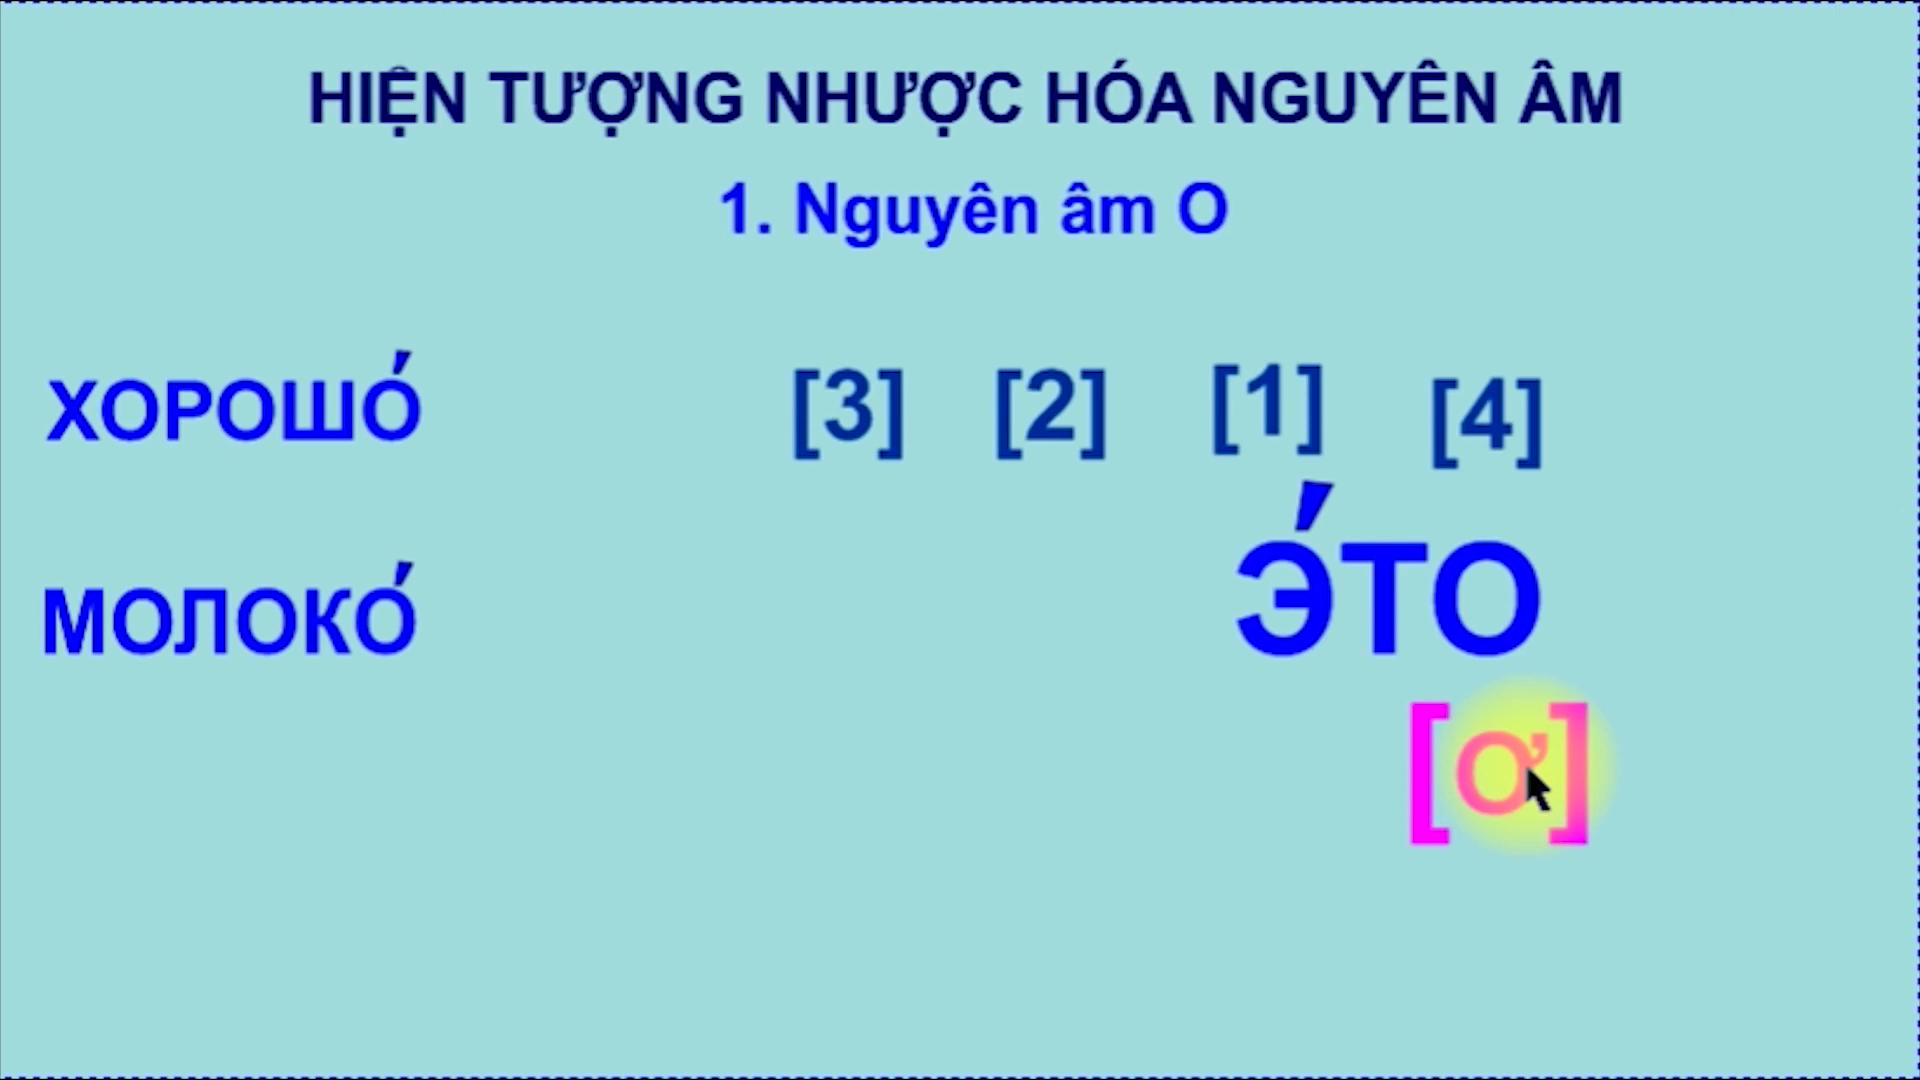 HIỆN TƯỢNG NHƯỢC HÓA NGUYÊN ÂM
1. Nguyên âm O
ХОРОШО́ [3] [2] [1] [4]
МОЛОКО́ Э́ТО
[ơ]